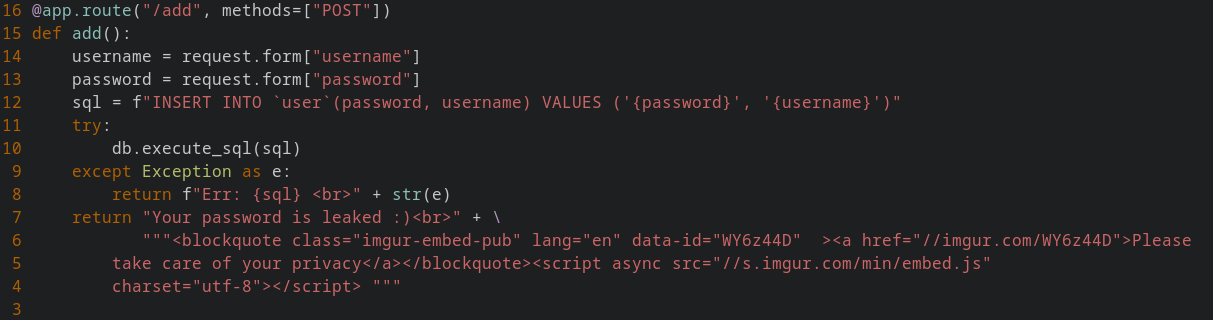 16 @app.route("/add", methods=["POST"])
15 def add():
14     username = request.form["username"]
13     password = request.form["password"]
12     sql = f"INSERT INTO `user`(password, username) VALUES ('{password}', '{username}')"
11     try:
10         db.execute_sql(sql)
9     except Exception as e:
8         return f"Err: {sql} <br>" + str(e)
7     return "Your password is leaked :)<br>" + \
6            """<blockquote class="imgur-embed-pub" lang="en" data-id="WY6z44D"  ><a href="//imgur.com/WY6z44D">Please
5         take care of your privacy</a></blockquote><script async src="//s.imgur.com/min/embed.js"
4         charset="utf-8"></script> """
3